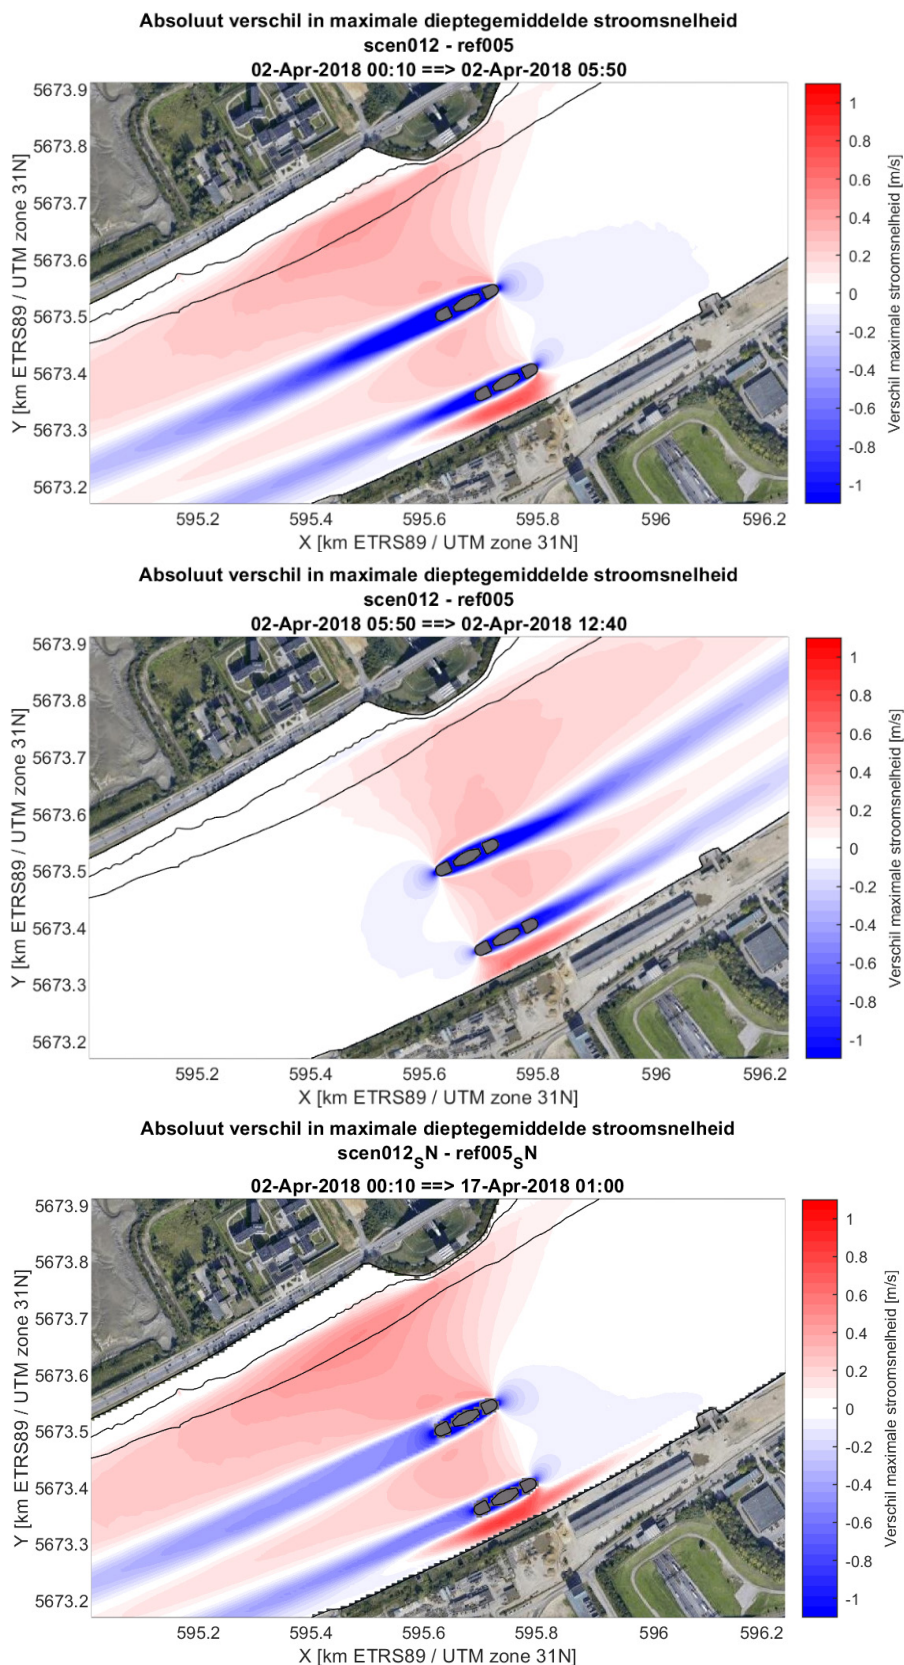 Absoluut verschil in maximale dieptegemiddelde stroomsnelheid
scen012 - ref005
02-Apr-2018 00:10 ==> 02-Apr-2018 05:50
5673.9
5673.8
5673.7
5673.6
5673.5
5673.4
5673.3
5673.2
Y [km ETRS89 / UTM zone 31N]
595.2 595.4 595.6 595.8 596 596.2
X [km ETRS89 / UTM zone 31N]
1
0.8
0.6
0.4
0.2
0
-0.2
-0.4
-0.6
-0.8
-1
Verschil maximale stroomsnelheid [m/s]
Absoluut verschil in maximale dieptegemiddelde stroomsnelheid
scen012 - ref005
02-Apr-2018 05:50 ==> 02-Apr-2018 12:40
5673.9
5673.8
5673.7
5673.6
5673.5
5673.4
5673.3
5673.2
Y [km ETRS89 / UTM zone 31N]
595.2 595.4 595.6 595.8 596 596.2
X [km ETRS89 / UTM zone 31N]
1
0.8
0.6
0.4
0.2
0
-0.2
-0.4
-0.6
-0.8
-1
Verschil maximale stroomsnelheid [m/s]
Absoluut verschil in maximale dieptegemiddelde stroomsnelheid
scen012SN - ref005SN
02-Apr-2018 00:10 ==> 17-Apr-2018 01:00
5673.9
5673.8
5673.7
5673.6
5673.5
5673.4
5673.3
5673.2
Y [km ETRS89 / UTM zone 31N]
595.2 595.4 595.6 595.8 596 596.2
X [km ETRS89 / UTM zone 31N]
1
0.8
0.6
0.4
0.2
0
-0.2
-0.4
-0.6
-0.8
-1
Verschil maximale stroomsnelheid [m/s]